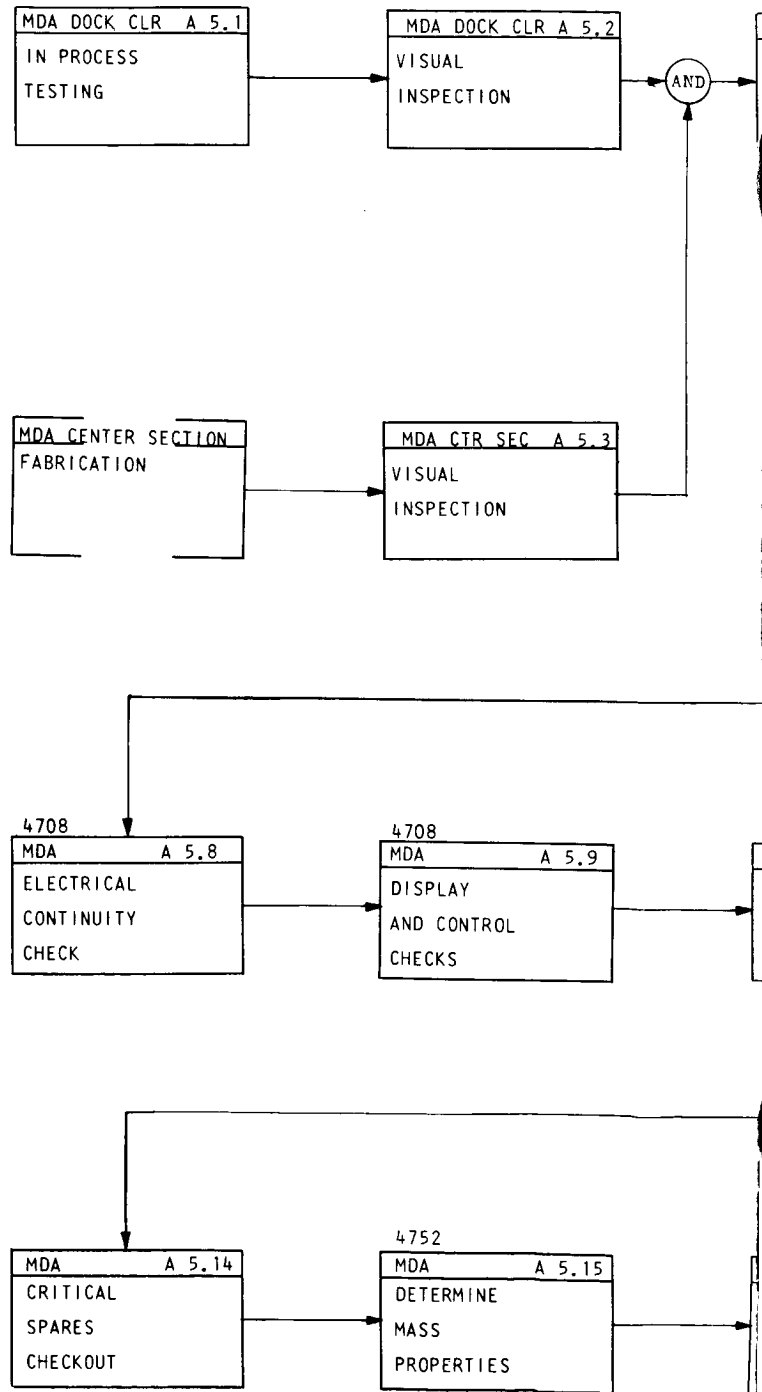 MDA DOCK CLR A 5.1
IN PROCESS
TESTING
MDA DOCK CLR A 5.2
VISUAL
INSPECTION
AND
MDA CENTER SECTION
FABRICATION
MDA CTR SEC A 5.3
VISUAL
INSPECTION
4708
MDA A 5.8
ELECTRICAL
CONTINUITY
CHECK
4708
MDA A 5.9
DISPLAY
AND CONTROL
CHECKS
MDA A 5.14
CRITICAL
SPARES
CHECKOUT
4752
MDA A 5.15
DETERMINE
MASS
PROPERTIES